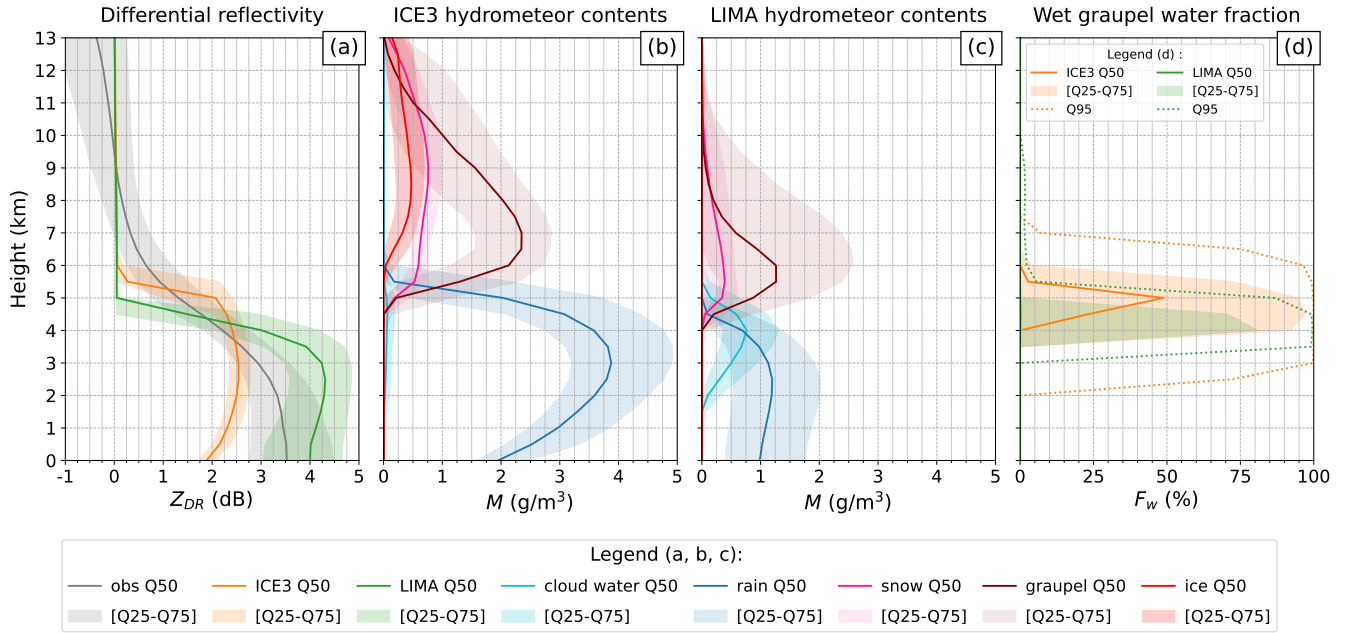 Differential reflectivity
ICE3 hydrometeor contents
LIMA hydrometeor contents
Wet graupel water fraction
(a)
(b)
(c)
(d)
Height (km)
13
12
11
10
9
8
7
6
5
4
3
2
1
0
-1 0 1 2 3 4 5
Z_DR (dB)
0 1 2 3 4 5
M (g/m³)
0 1 2 3 4 5
M (g/m³)
0 25 50 75 100
F_w (%)
Legend (d) :
ICE3 Q50 LIMA Q50
[Q25-Q75] [Q25-Q75]
Q95 Q95
Legend (a, b, c):
obs Q50 ICE3 Q50 LIMA Q50 cloud water Q50 rain Q50 snow Q50 graupel Q50 ice Q50
[Q25-Q75] [Q25-Q75] [Q25-Q75] [Q25-Q75] [Q25-Q75] [Q25-Q75] [Q25-Q75] [Q25-Q75]